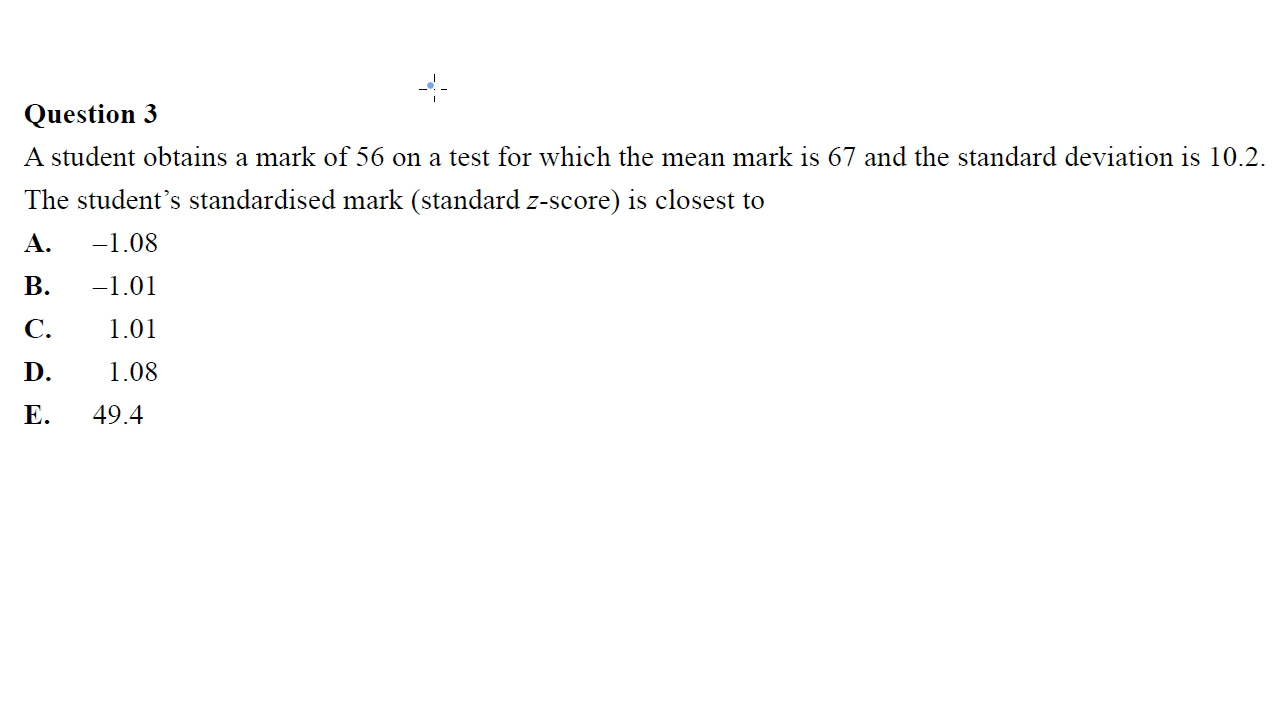 Question 3
A student obtains a mark of 56 on a test for which the mean mark is 67 and the standard deviation is 10.2.
The student’s standardised mark (standard z-score) is closest to
A. –1.08
B. –1.01
C. 1.01
D. 1.08
E. 49.4